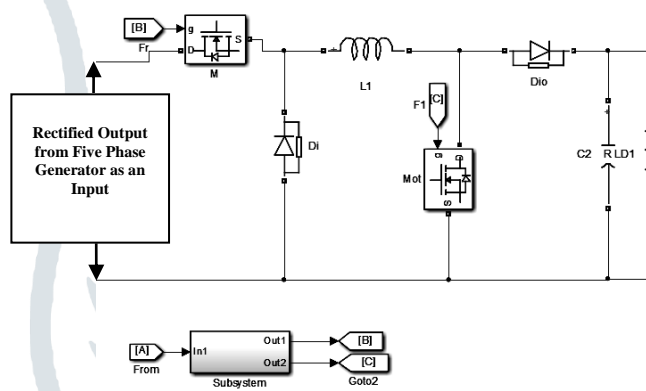 [B]
Fr
g
D
S
M
+
L1
Dio
F1
[C]
Rectified Output
from Five Phase
Generator as an
Input
Di
Mot
g
D
S
+
C2
R LD1
[A]
From
In1
Out1
Out2
Subsystem
[B]
[C]
Goto2